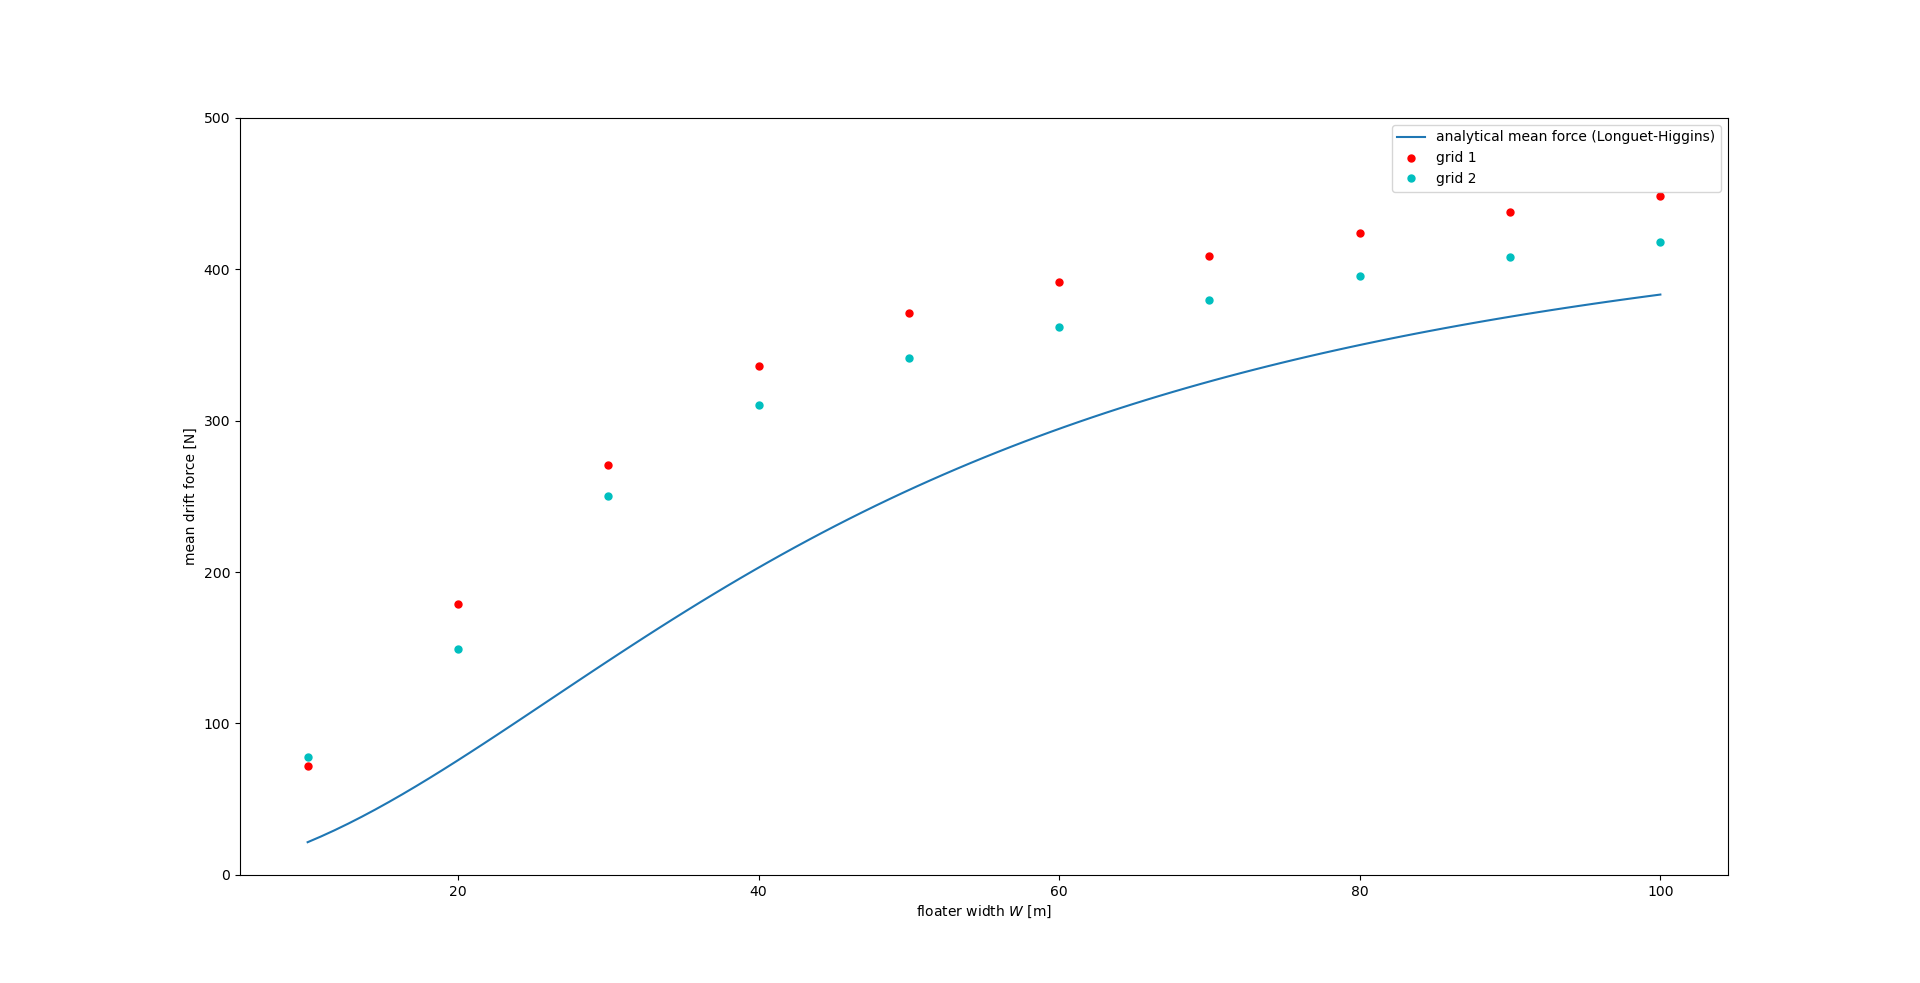 500
400
300
200
100
0
mean drift force [N]
analytical mean force (Longuet-Higgins)
grid 1
grid 2
20 40 60 80 100
floater width W [m]